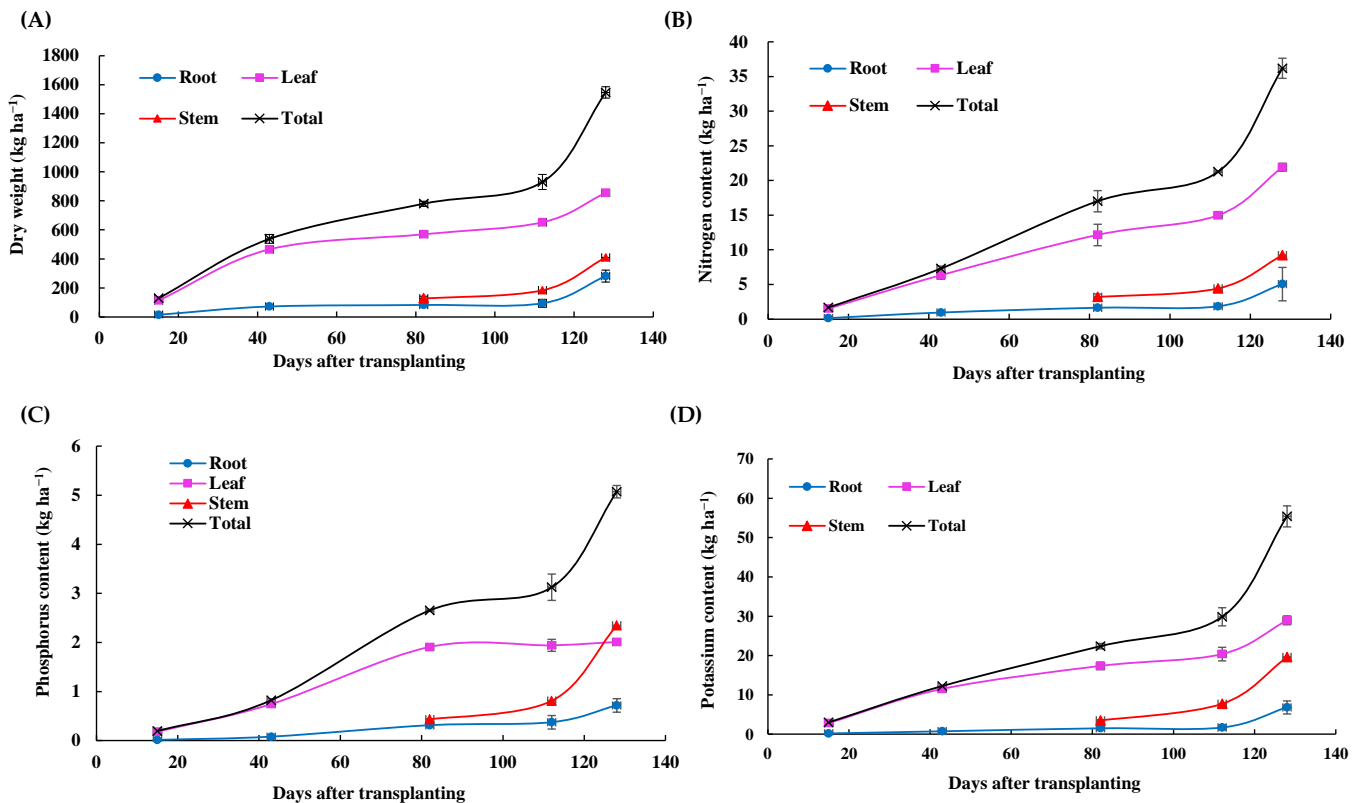 (A)
Dry weight (kg ha⁻¹)
1800
1600
1400
1200
1000
800
600
400
200
0
Root
Leaf
Stem
Total
0 20 40 60 80 100 120 140
Days after transplanting
(B)
Nitrogen content (kg ha⁻¹)
40
35
30
25
20
15
10
5
0
Root
Leaf
Stem
Total
0 20 40 60 80 100 120 140
Days after transplanting
(C)
Phosphorus content (kg ha⁻¹)
6
5
4
3
2
1
0
Root
Leaf
Stem
Total
0 20 40 60 80 100 120 140
Days after transplanting
(D)
Potassium content (kg ha⁻¹)
70
60
50
40
30
20
10
0
Root
Leaf
Stem
Total
0 20 40 60 80 100 120 140
Days after transplanting